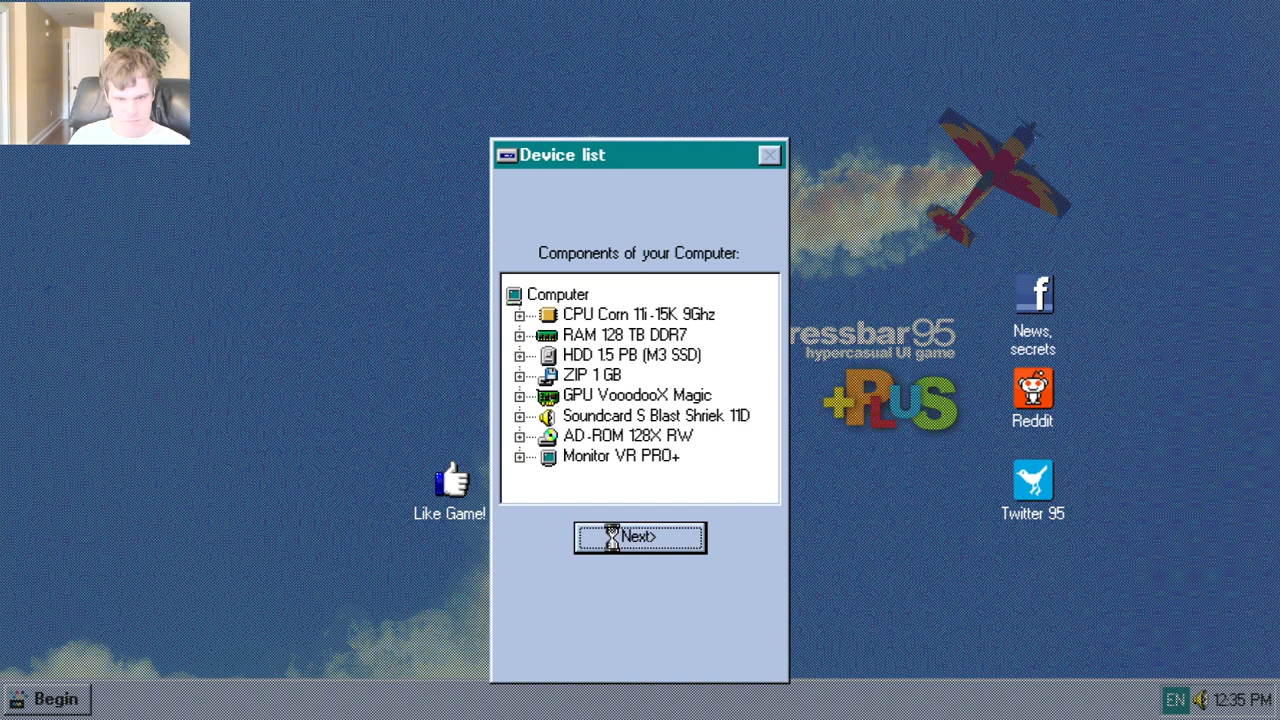 Device list
Components of your Computer:
Computer
CPU Corn 11i-15K 9Ghz
RAM 128 TB DDR7
HDD 1.5 PB (M3 SSD)
ZIP 1 GB
GPU VooodooX Magic
Soundcard S Blast Shriek 11D
AD-ROM 128X RW
Monitor VR PRO+
Next>
ressbar95
hypercasual UI game
+PLUS
News,
secrets
Reddit
Twitter 95
Like Game!
Begin
EN 12:35 PM